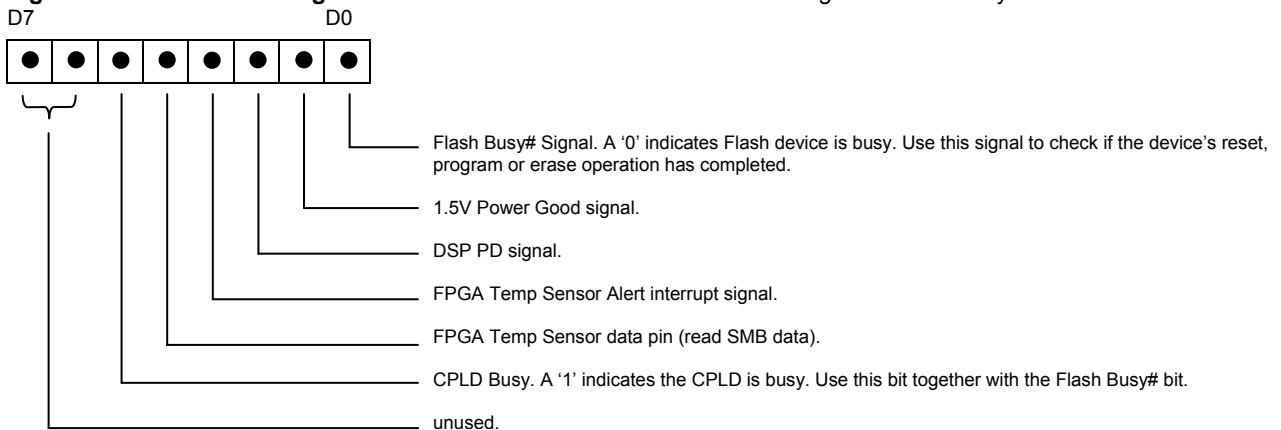 D7 D0
Flash Busy# Signal. A ‘0’ indicates Flash device is busy. Use this signal to check if the device’s reset,
program or erase operation has completed.
1.5V Power Good signal.
DSP PD signal.
FPGA Temp Sensor Alert interrupt signal.
FPGA Temp Sensor data pin (read SMB data).
CPLD Busy. A ‘1’ indicates the CPLD is busy. Use this bit together with the Flash Busy# bit.
unused.